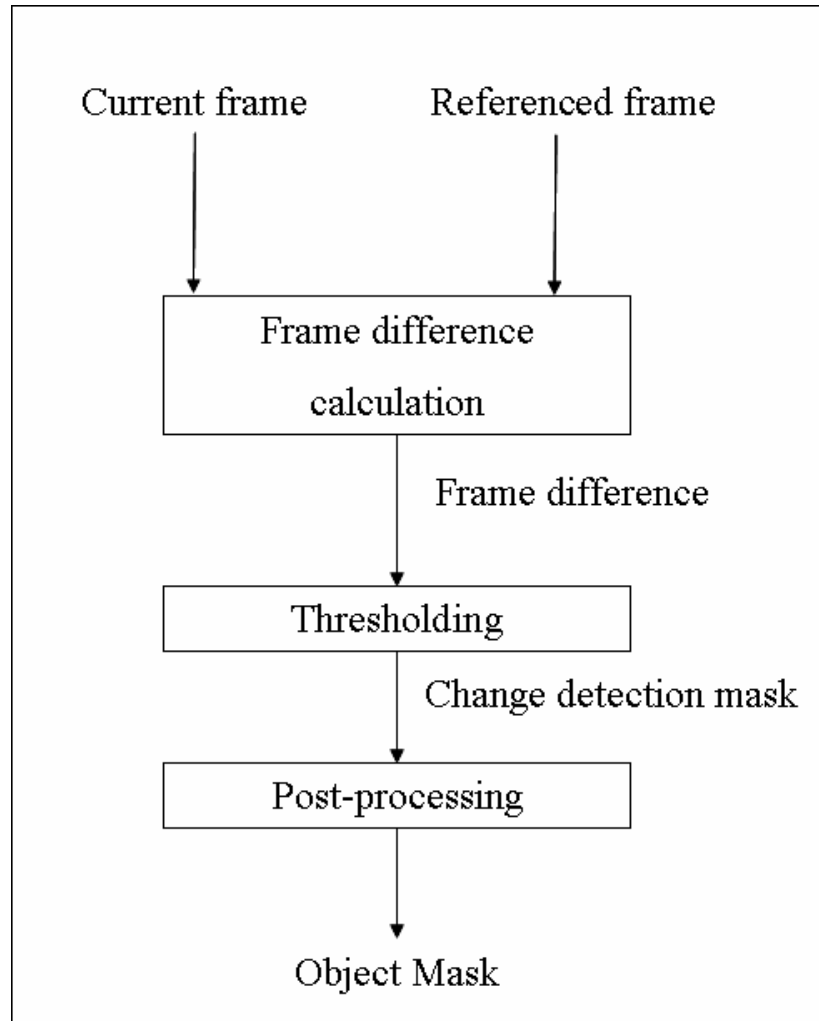 Current frame
Referenced frame
Frame difference
calculation
Frame difference
Thresholding
Change detection mask
Post-processing
Object Mask